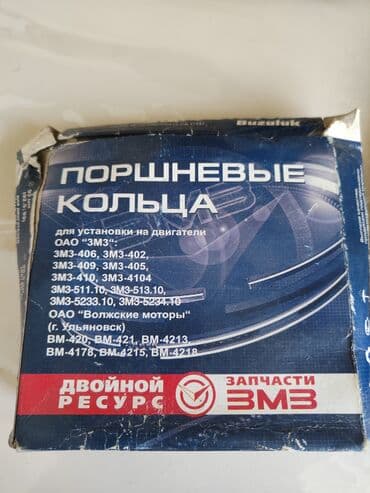 Buzuluk
ПОРШНЕВЫЕ
КОЛЬЦА
для установки на двигатели
ОАО "ЗМЗ":
ЗМЗ-406, ЗМЗ-402,
ЗМЗ-409, ЗМЗ-405,
ЗМЗ-410, ЗМЗ-4104
ЗМЗ-511.10, ЗМЗ-513.10,
ЗМЗ-5233.10, ЗМЗ-5234.10
ОАО "Волжские моторы"
(г. Ульяновск)
ВМ-420, ВМ-421, ВМ-4213,
ВМ-4178, ВМ-4215, ВМ-4218
ДВОЙНОЙ
РЕСУРС
ЗАПЧАСТИ
ЗМЗ